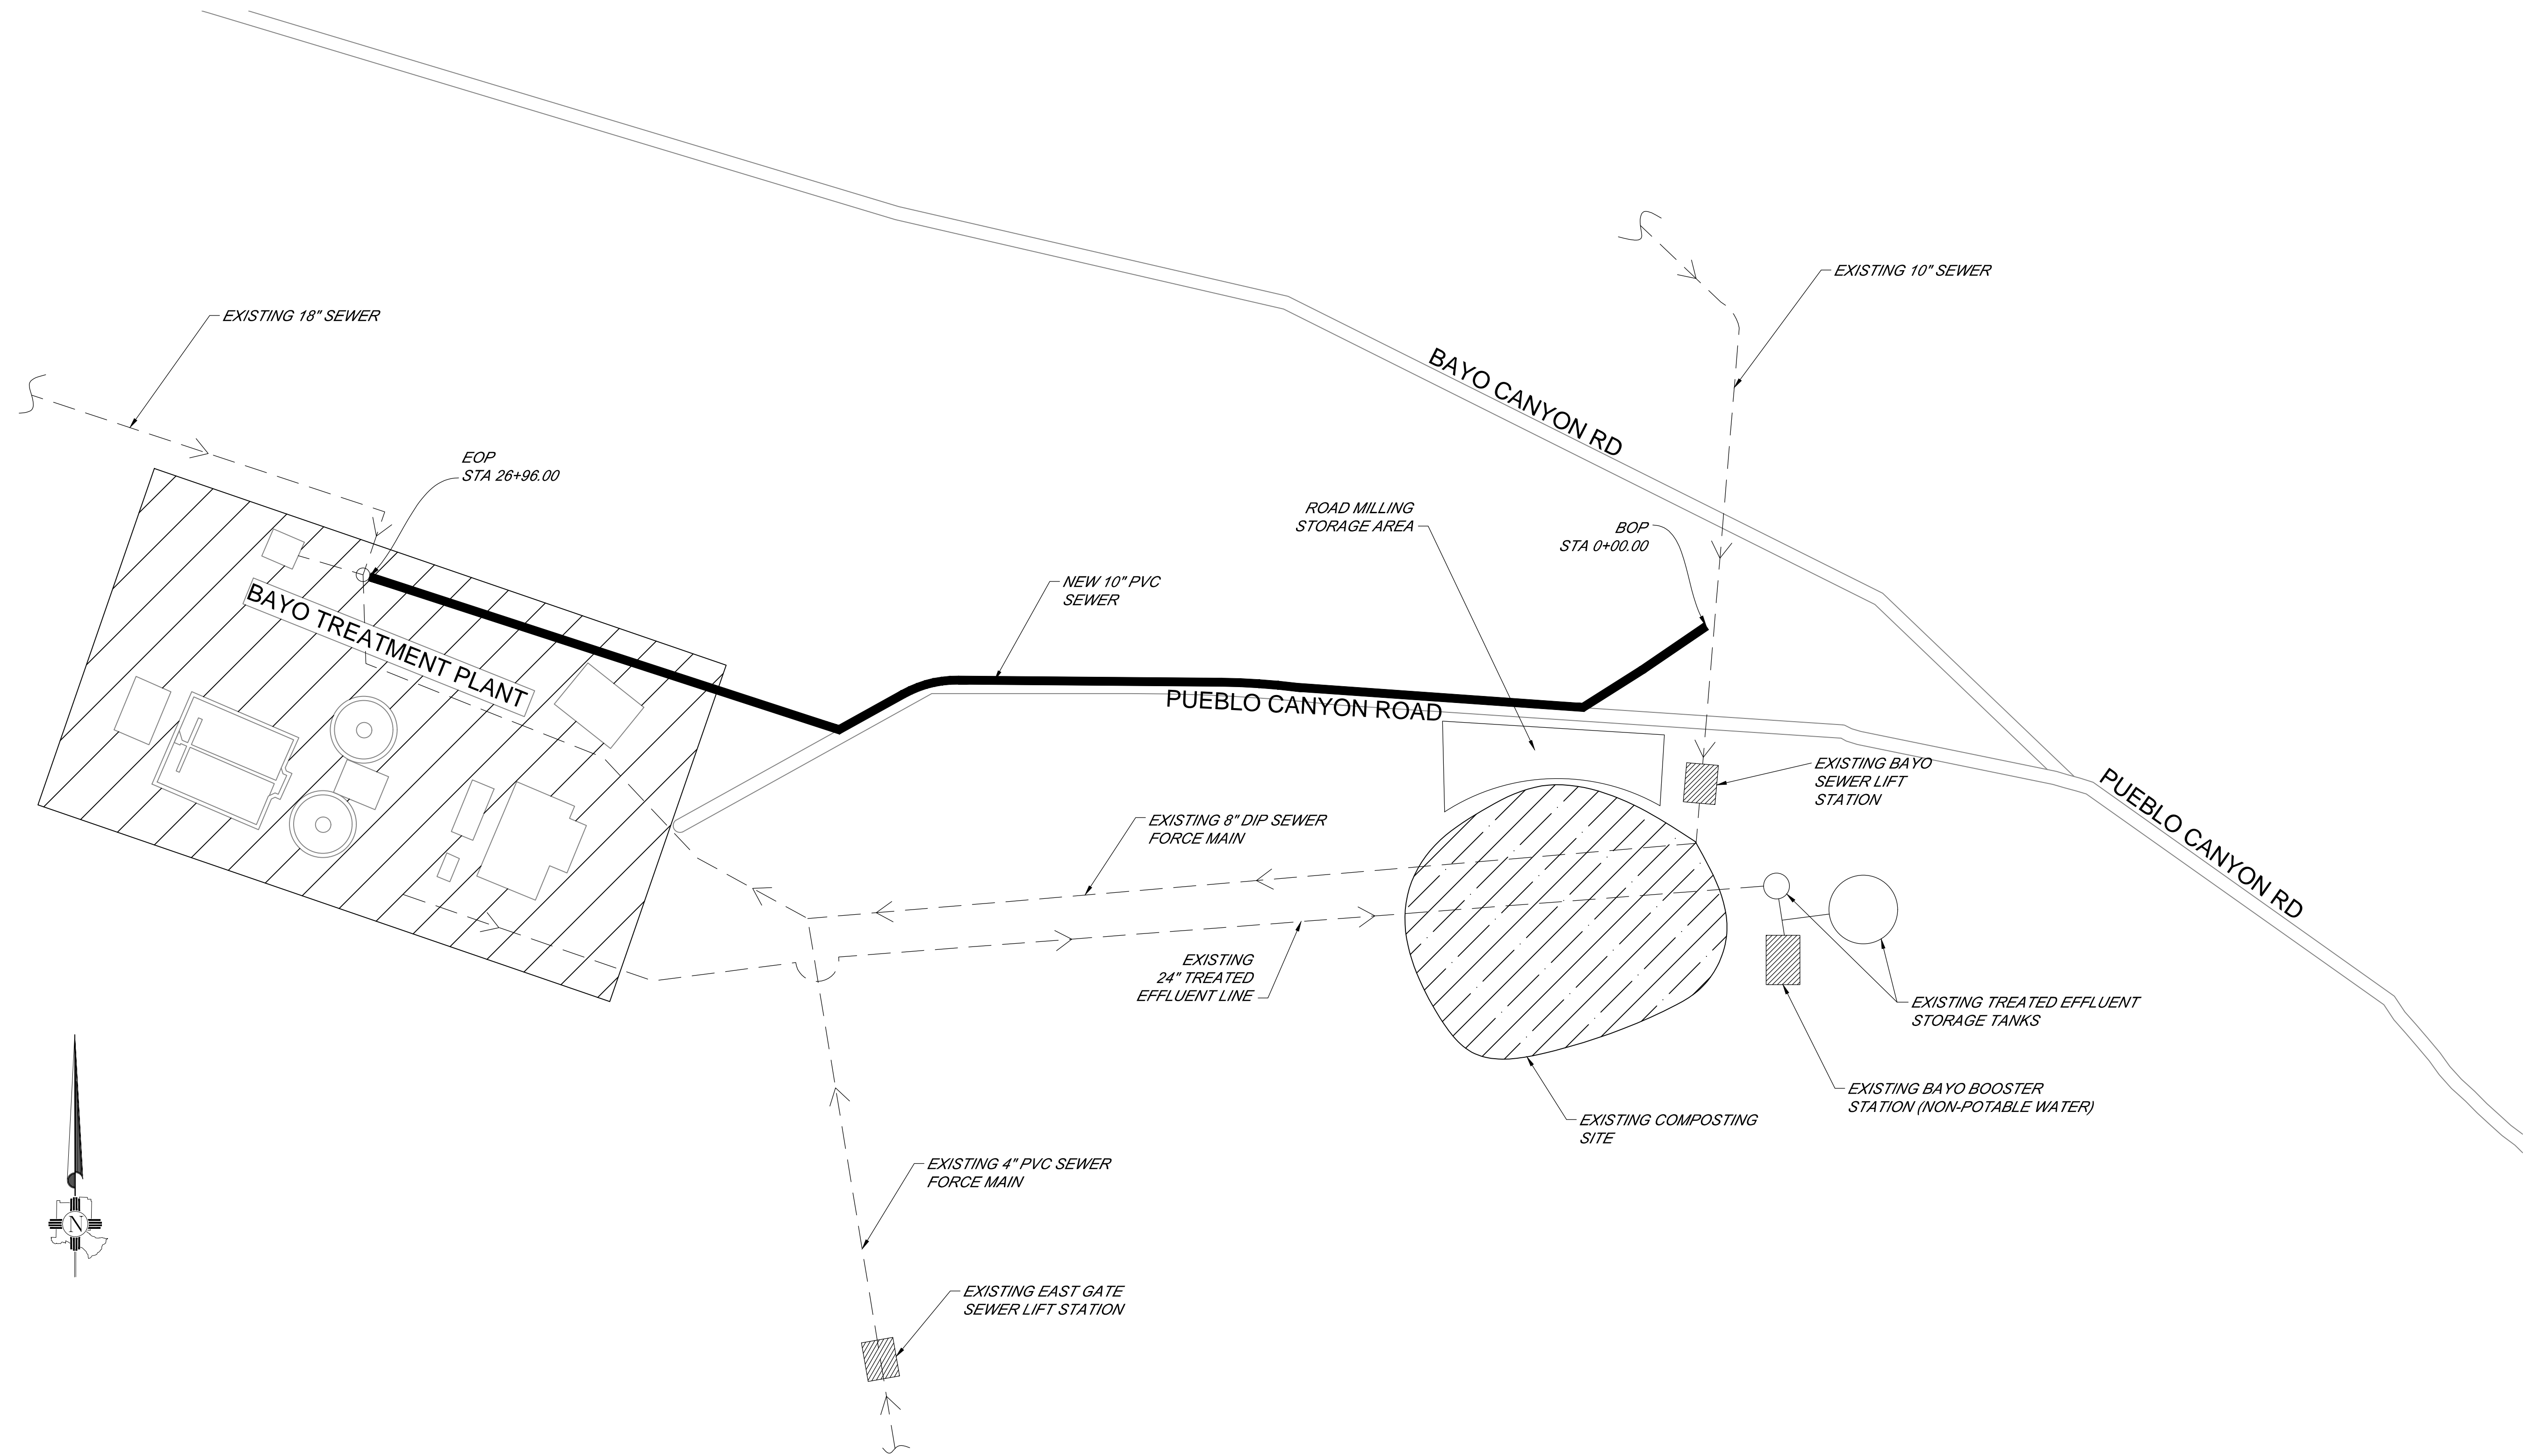 EXISTING 10" SEWER
EXISTING 18" SEWER
BAYO CANYON RD
EOP
STA 26+96.00
ROAD MILLING
STORAGE AREA
BOP
STA 0+00.00
NEW 10" PVC
SEWER
BAYO TREATMENT PLANT
PUEBLO CANYON ROAD
EXISTING BAYO
SEWER LIFT
STATION
PUEBLO CANYON RD
EXISTING 8" DIP SEWER
FORCE MAIN
EXISTING
24" TREATED
EFFLUENT LINE
EXISTING TREATED EFFLUENT
STORAGE TANKS
EXISTING BAYO BOOSTER
STATION (NON-POTABLE WATER)
EXISTING COMPOSTING
SITE
EXISTING 4" PVC SEWER
FORCE MAIN
N
EXISTING EAST GATE
SEWER LIFT STATION